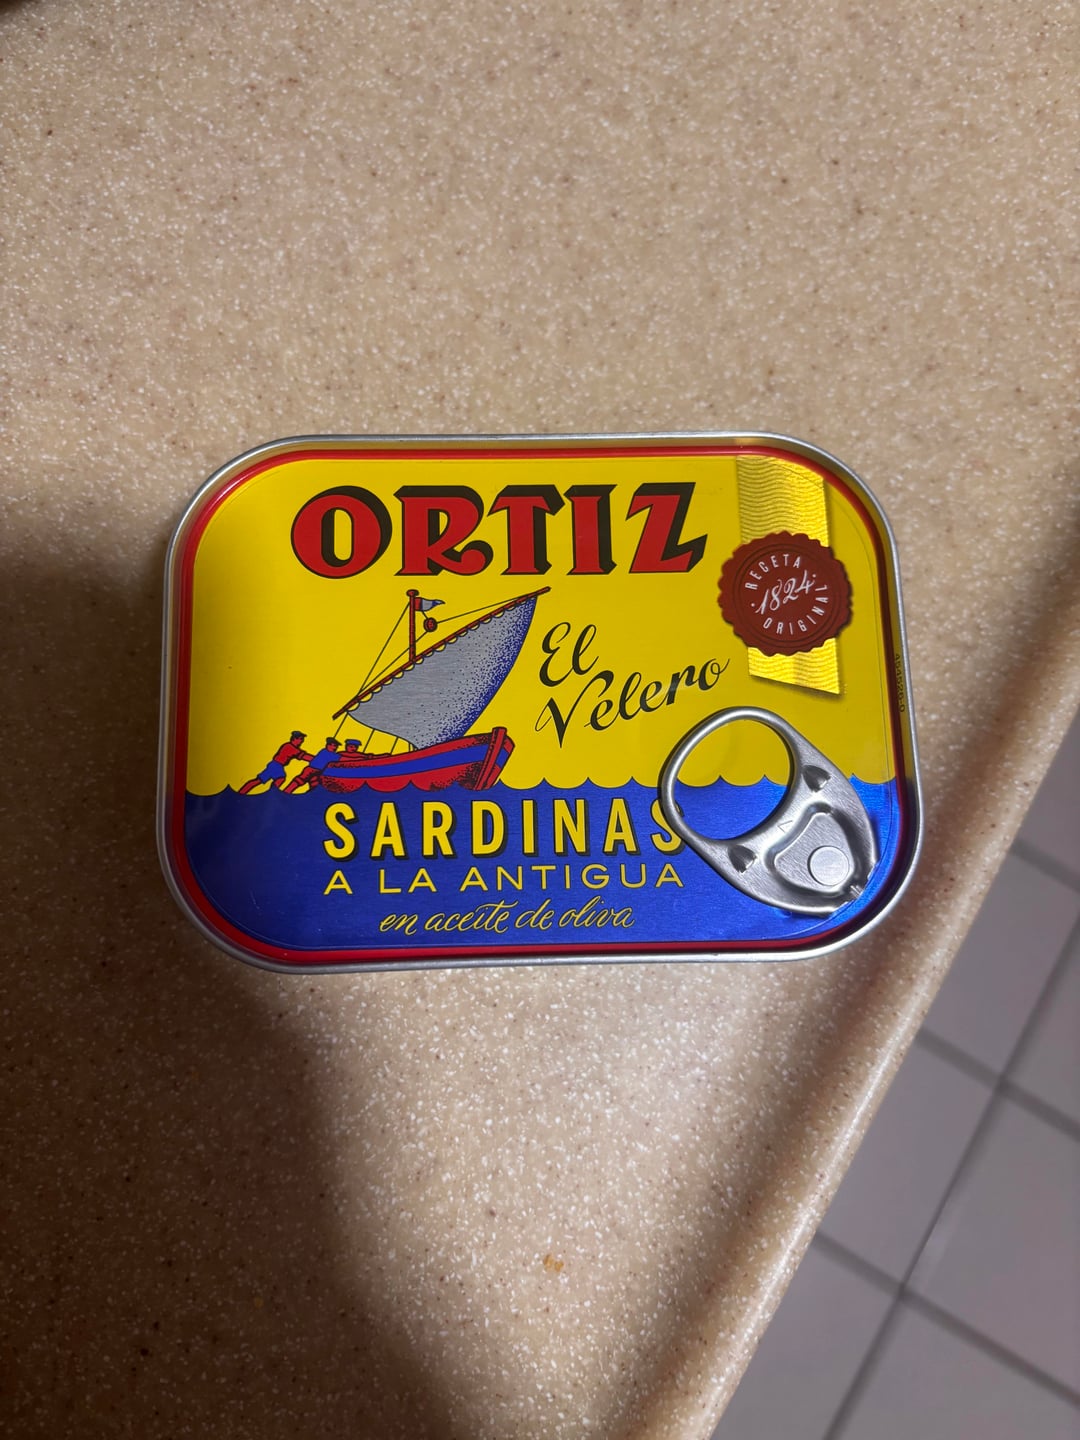 ORTIZ
RECETA
·1824·
ORIGINAL
El
Velero
SARDINAS
A LA ANTIGUA
en aceite de oliva